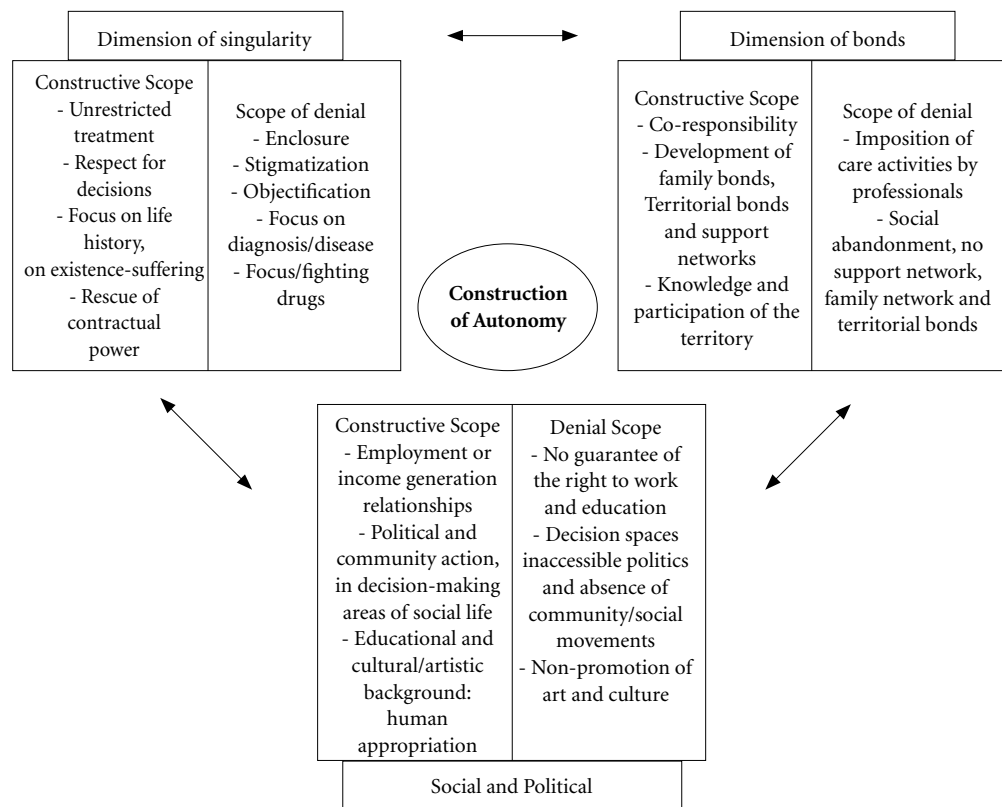 Dimension of singularity
Constructive Scope
- Unrestricted
treatment
- Respect for
decisions
- Focus on life
history,
on existence-suffering
- Rescue of
contractual
power
Scope of denial
- Enclosure
- Stigmatization
- Objectification
- Focus on
diagnosis/disease
- Focus/fighting
drugs
Construction
of Autonomy
Dimension of bonds
Constructive Scope
- Co-responsibility
- Development of
family bonds,
Territorial bonds
and support
networks
- Knowledge and
participation of the
territory
Scope of denial
- Imposition of
care activities by
professionals
- Social
abandonment, no
support network,
family network and
territorial bonds
Constructive Scope
- Employment or
income generation
relationships
- Political and
community action,
in decision-making
areas of social life
- Educational and
cultural/artistic
background:
human
appropriation
Denial Scope
- No guarantee of
the right to work
and education
- Decision spaces
inaccessible politics
and absence of
community/social
movements
- Non-promotion of
art and culture
Social and Political